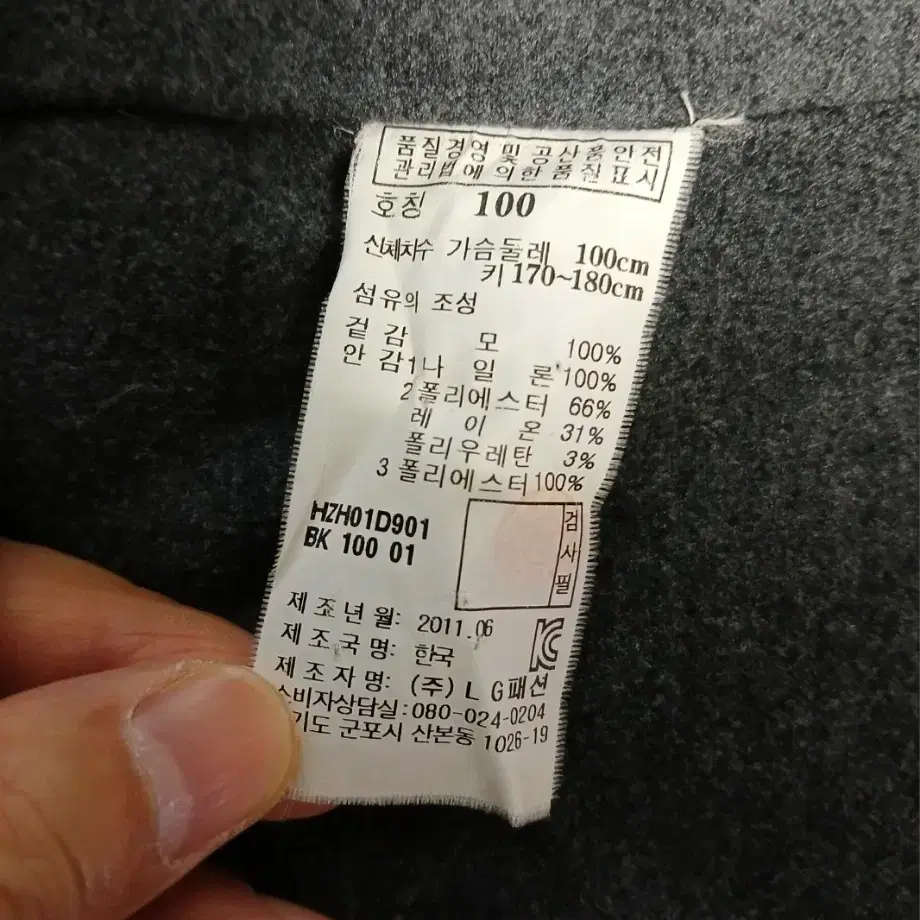 품질경영 및 공산품안전
관리법에 의한 품질표시
호칭 100
신체치수 가슴둘레 100cm
키 170~180cm
섬유의 조성
겉감 모 100%
안감1 나일론 100%
2 폴리에스터 66%
레이온 31%
폴리우레탄 3%
3 폴리에스터 100%
HZH01D901
BK 100 01
검사필
제조년월: 2011.06
제조국명: 한국
제조자명: (주) L G패션
소비자상담실:080-024-0204
기도 군포시 산본동 1026-19